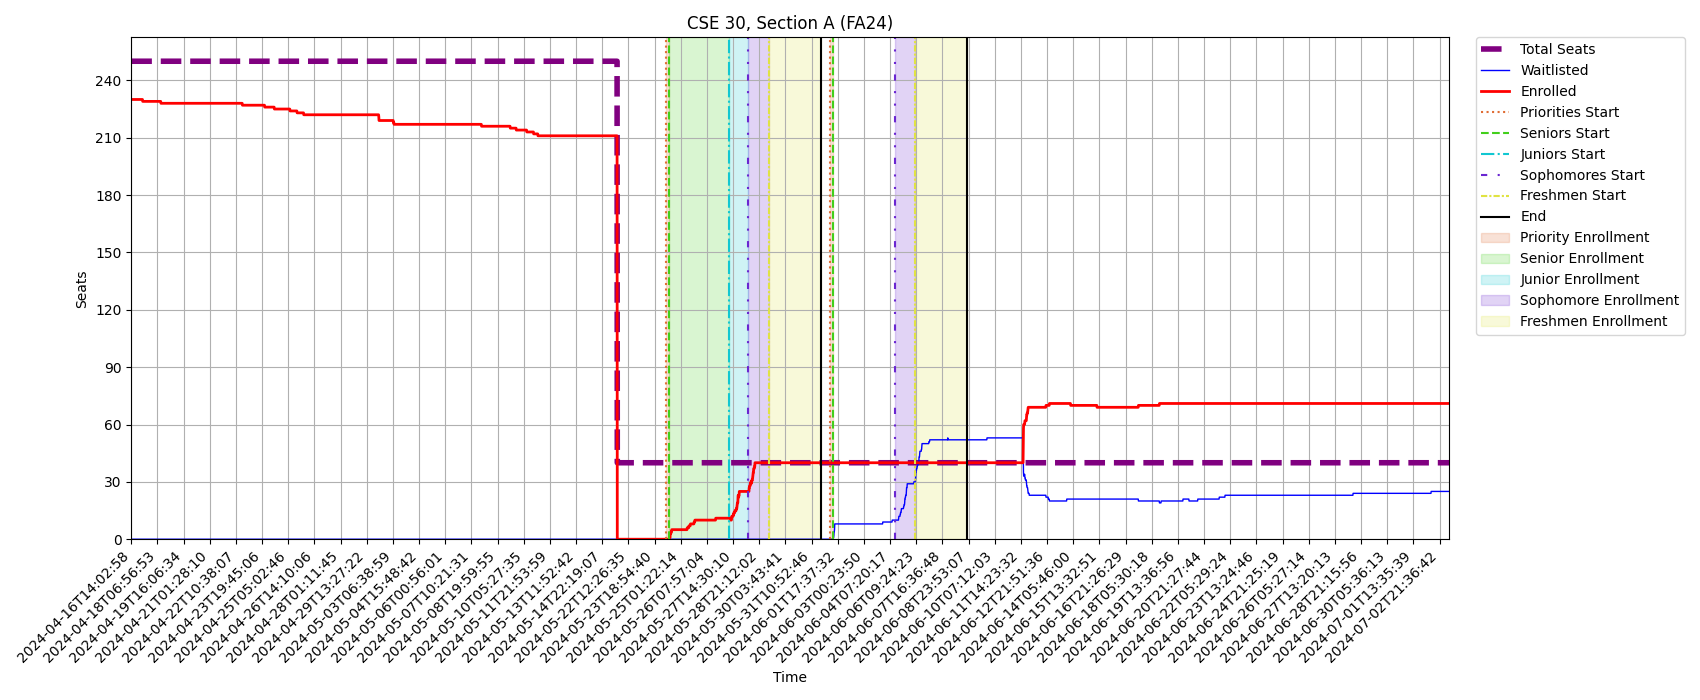 CSE 30, Section A (FA24)
Seats
240
210
180
150
120
90
60
30
0
2024-04-16T14:02:58
2024-04-18T06:56:53
2024-04-19T16:06:34
2024-04-21T01:28:10
2024-04-22T10:38:07
2024-04-23T19:45:06
2024-04-25T05:02:46
2024-04-26T14:10:06
2024-04-28T01:11:45
2024-04-29T13:27:22
2024-05-03T06:38:59
2024-05-04T15:48:42
2024-05-06T00:56:01
2024-05-07T10:21:31
2024-05-08T19:59:55
2024-05-10T05:27:35
2024-05-11T21:53:59
2024-05-13T11:52:42
2024-05-14T22:19:07
2024-05-22T12:26:35
2024-05-23T18:54:40
2024-05-25T01:22:14
2024-05-26T07:57:04
2024-05-27T14:30:10
2024-05-28T21:12:02
2024-05-30T03:43:41
2024-05-31T10:52:46
2024-06-01T17:37:32
2024-06-03T00:23:50
2024-06-04T07:20:17
2024-06-06T09:24:23
2024-06-07T16:36:48
2024-06-08T23:53:07
2024-06-10T07:12:03
2024-06-11T14:23:32
2024-06-12T21:51:36
2024-06-14T05:46:00
2024-06-15T13:32:51
2024-06-16T21:26:29
2024-06-18T05:30:18
2024-06-19T13:36:56
2024-06-20T21:27:44
2024-06-22T05:29:24
2024-06-23T13:24:46
2024-06-24T21:25:19
2024-06-26T05:27:14
2024-06-27T13:20:13
2024-06-28T21:15:56
2024-06-30T05:36:13
2024-07-01T13:35:39
2024-07-02T21:36:42
Time
Total Seats
Waitlisted
Enrolled
Priorities Start
Seniors Start
Juniors Start
Sophomores Start
Freshmen Start
End
Priority Enrollment
Senior Enrollment
Junior Enrollment
Sophomore Enrollment
Freshmen Enrollment